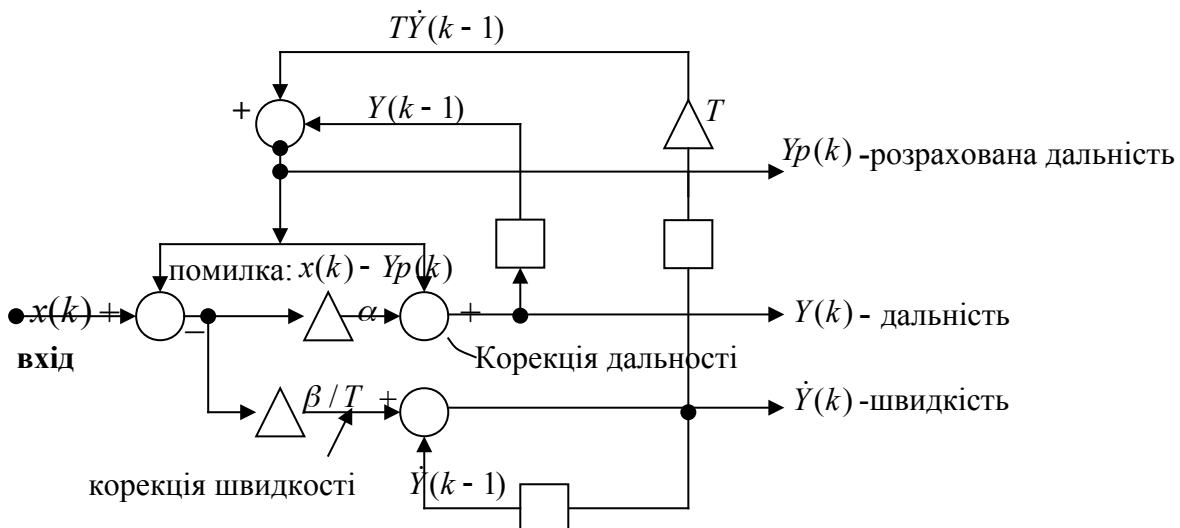 TẎ(k − 1)
+
Y(k − 1)
T
Yp(k) -розрахована дальність
помилка: x(k) − Yp(k)
x(k) +
−
α
+
Y(k) - дальність
вхід
Корекція дальності
β / T +
Ẏ(k) -швидкість
корекція швидкості
Ẏ(k − 1)